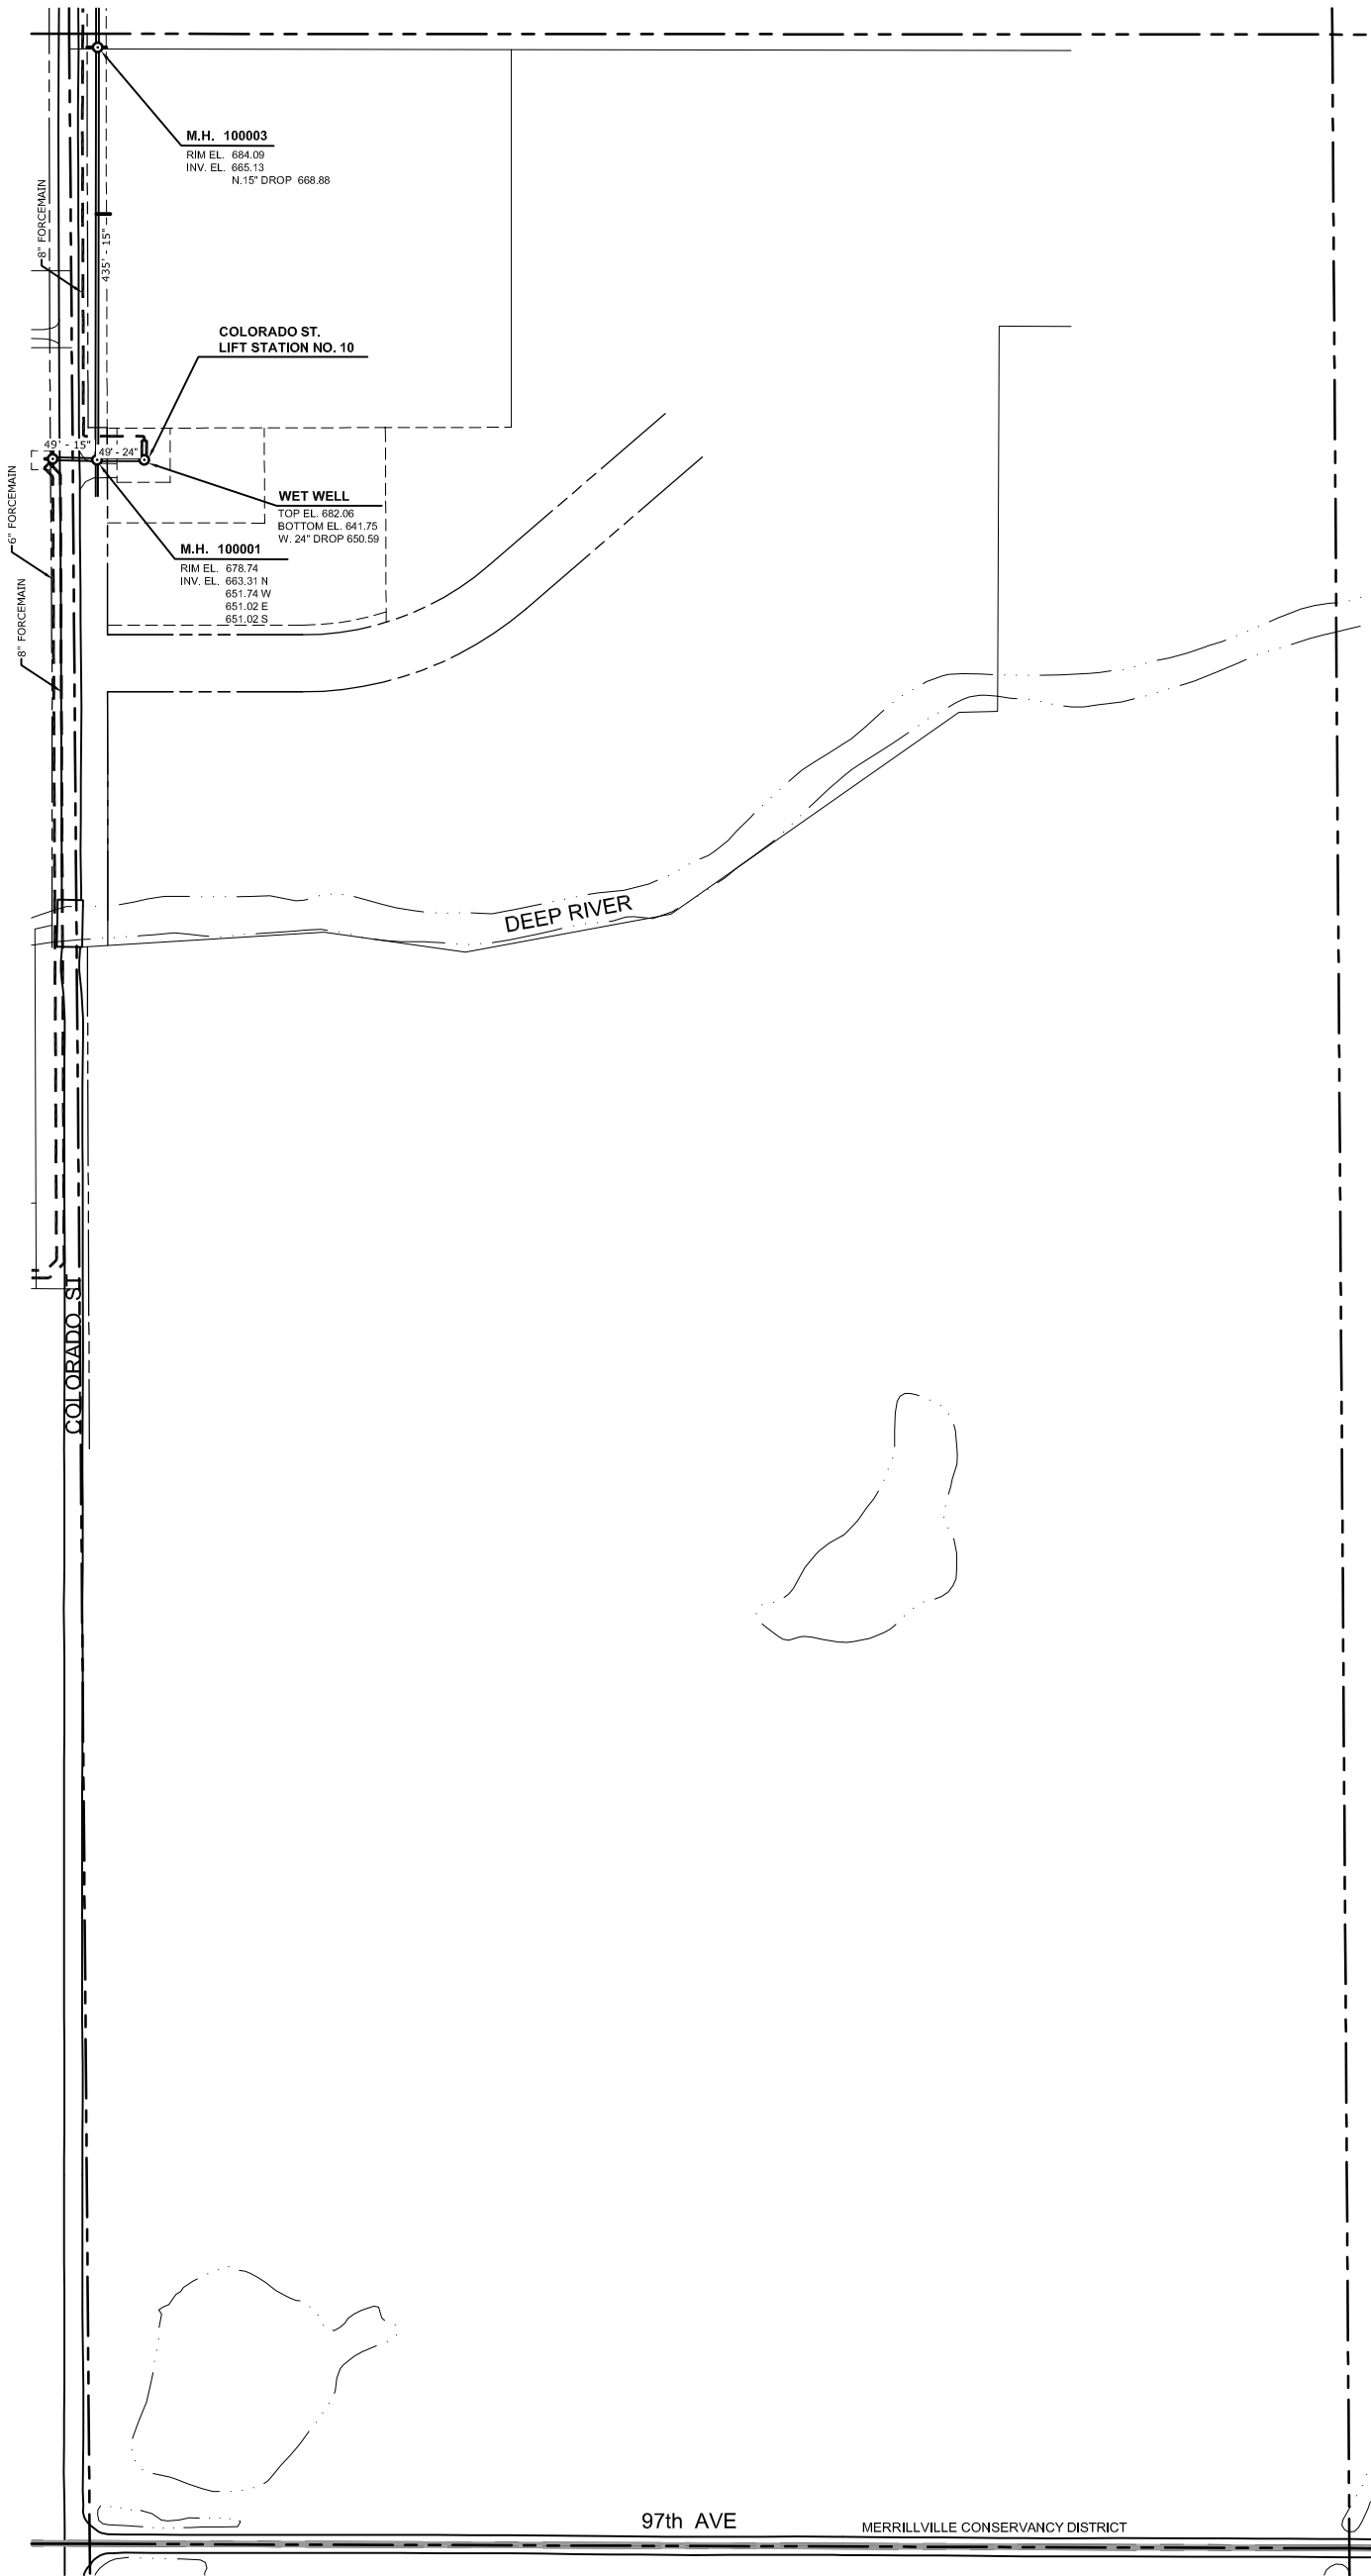 M.H. 100003
RIM EL. 684.09
INV. EL. 665.13
N.15" DROP 668.88
8" FORCEMAIN
435' - 15"
COLORADO ST.
LIFT STATION NO. 10
49' - 15"
49' - 24"
WET WELL
TOP EL. 682.06
BOTTOM EL. 641.75
W. 24" DROP 650.59
6" FORCEMAIN
M.H. 100001
RIM EL. 678.74
INV. EL. 663.31 N
651.74 W
651.02 E
651.02 S
8" FORCEMAIN
DEEP RIVER
COLORADO ST
97th AVE
MERRILLVILLE CONSERVANCY DISTRICT